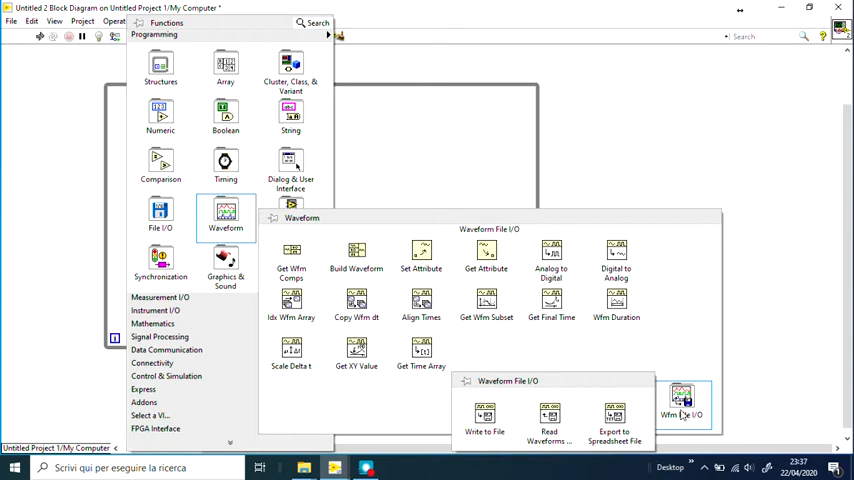 Untitled 2 Block Diagram on Untitled Project 1/My Computer *
File Edit View Project Operat
Functions
Search
Programming
Search
Structures
Array
Cluster, Class, &
Variant
Numeric
Boolean
String
Comparison
Timing
Dialog & User
Interface
File I/O
Waveform
Synchronization
Graphics &
Sound
Measurement I/O
Instrument I/O
Mathematics
Signal Processing
Data Communication
Connectivity
Control & Simulation
Express
Addons
Select a VI...
FPGA Interface
Waveform
Waveform File I/O
Get Wfm
Comps
Build Waveform
Set Attribute
Get Attribute
Analog to
Digital
Digital to
Analog
Idx Wfm Array
Copy Wfm dt
Align Times
Get Wfm Subset
Get Final Time
Wfm Duration
Scale Delta t
Get XY Value
Get Time Array
Wfm File I/O
Waveform File I/O
Write to File
Read
Waveforms ...
Export to
Spreadsheet File
Untitled Project 1/My Computer
Scrivi qui per eseguire la ricerca
Desktop
23:37
22/04/2020